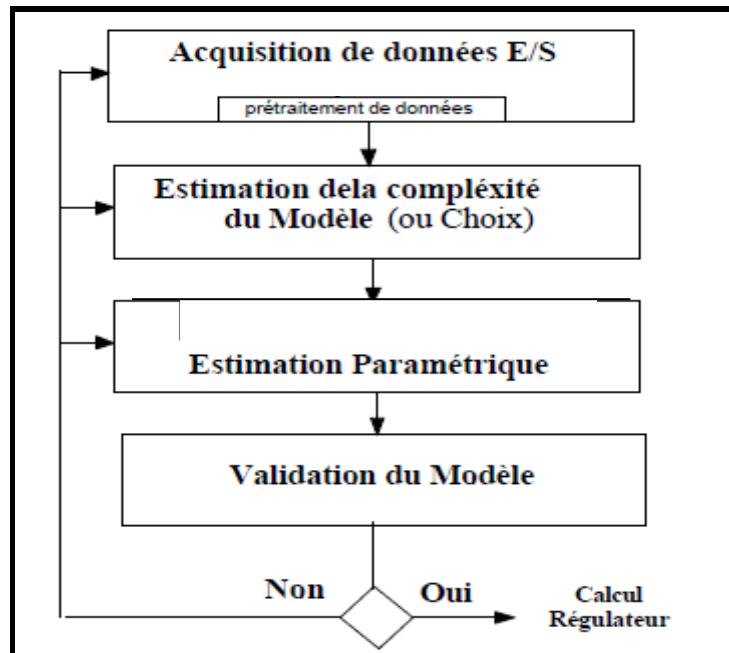 Acquisition de données E/S
prétraitement de données
Estimation dela compléxité
du Modèle (ou Choix)
Estimation Paramétrique
Validation du Modèle
Non
Oui
Calcul
Régulateur